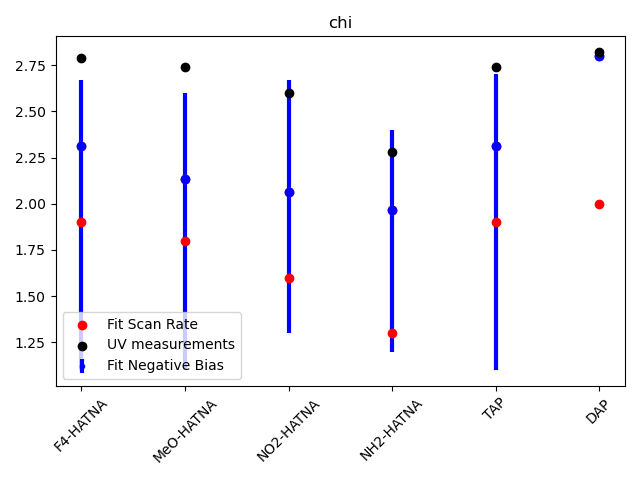 chi
2.75
2.50
2.25
2.00
1.75
1.50
1.25
Fit Scan Rate
UV measurements
Fit Negative Bias
F4-HATNA
MeO-HATNA
NO2-HATNA
NH2-HATNA
TAP
DAP